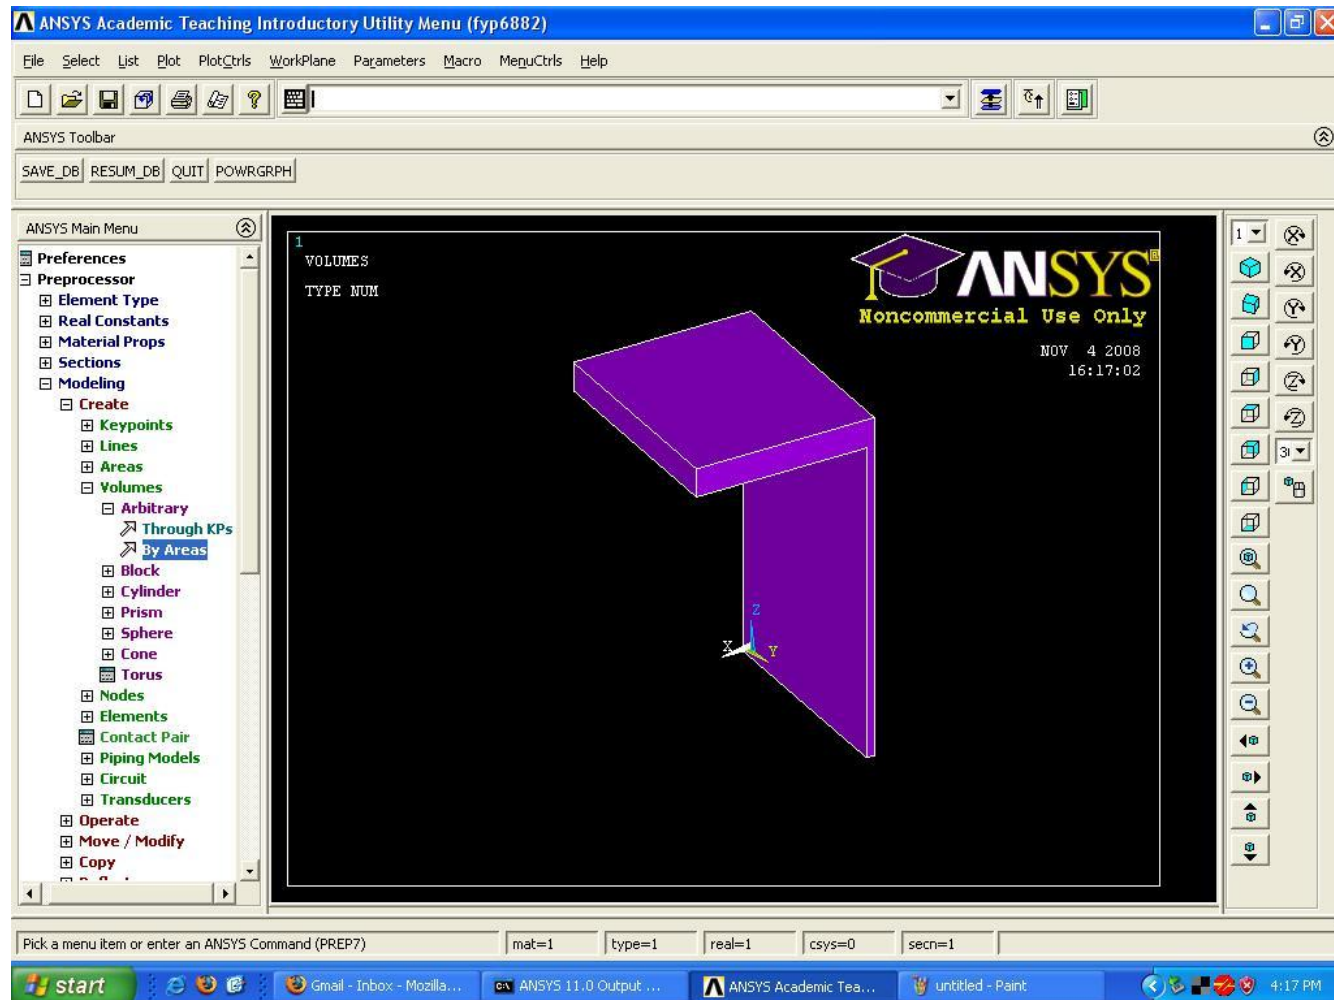 ANSYS Academic Teaching Introductory Utility Menu (fyp6882)
File Select List Plot PlotCtrls WorkPlane Parameters Macro MenuCtrls Help
ANSYS Toolbar
SAVE_DB RESUM_DB QUIT POWRGRPH
ANSYS Main Menu
Preferences
Preprocessor
Element Type
Real Constants
Material Props
Sections
Modeling
Create
Keypoints
Lines
Areas
Volumes
Arbitrary
Through KPs
By Areas
Block
Cylinder
Prism
Sphere
Cone
Torus
Nodes
Elements
Contact Pair
Piping Models
Circuit
Transducers
Operate
Move / Modify
Copy
1
VOLUMES
TYPE NUM
ANSYS
Noncommercial Use Only
NOV 4 2008
16:17:02
Z
X
Y
1
X
X
Y
Y
Z
Z
Pick a menu item or enter an ANSYS Command (PREP7)
mat=1 type=1 real=1 csys=0 secn=1
start Gmail - Inbox - Mozilla... ANSYS 11.0 Output ... ANSYS Academic Tea... untitled - Paint 4:17 PM